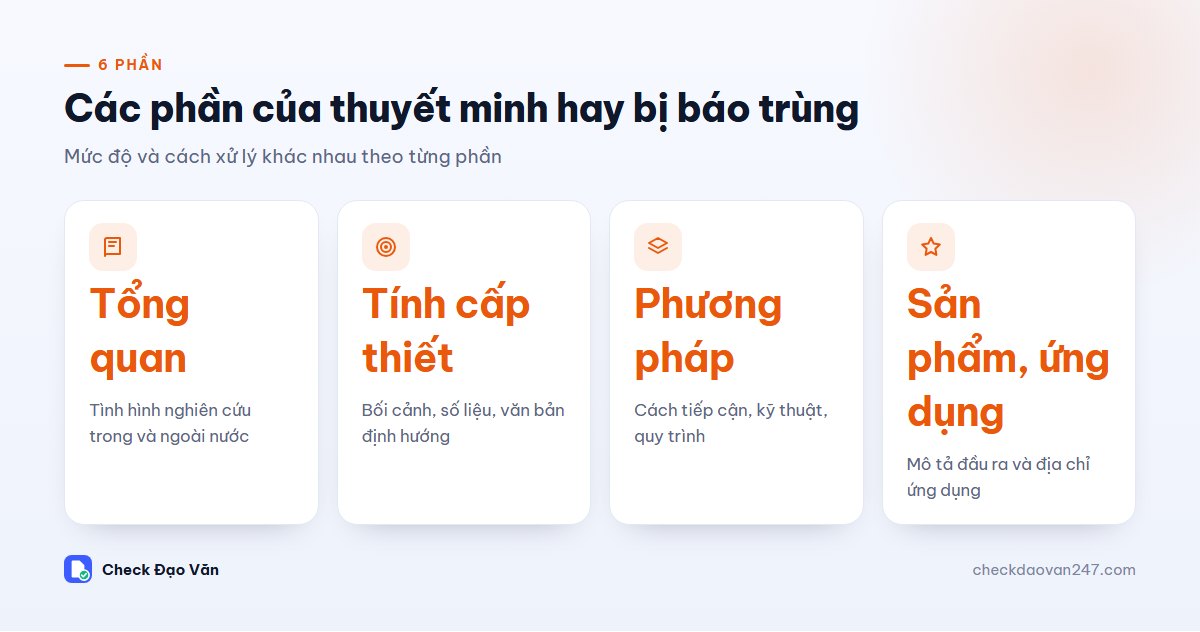 6 PHẦN
Các phần của thuyết minh hay bị báo trùng
Mức độ và cách xử lý khác nhau theo từng phần
Tổng
quan
Tình hình nghiên cứu
trong và ngoài nước
Tính cấp
thiết
Bối cảnh, số liệu, văn bản
định hướng
Phương
pháp
Cách tiếp cận, kỹ thuật,
quy trình
Sản
phẩm, ứng
dụng
Mô tả đầu ra và địa chỉ
ứng dụng
Check Đạo Văn
checkdaovan247.com